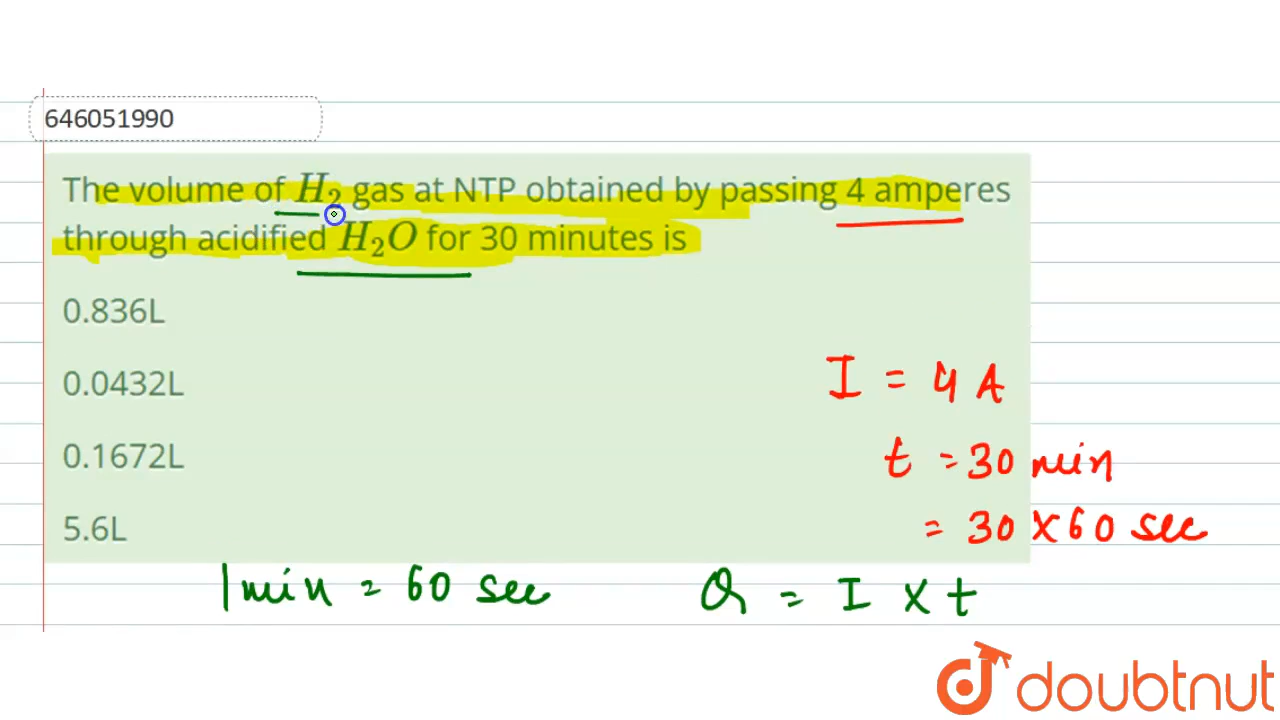 646051990
The volume of H₂ gas at NTP obtained by passing 4 amperes
through acidified H₂O for 30 minutes is
0.836L
0.0432L
0.1672L
5.6L
I = 4 A
t = 30 min
= 30 X 60 sec
1 min = 60 sec
Q = I X t
doubtnut